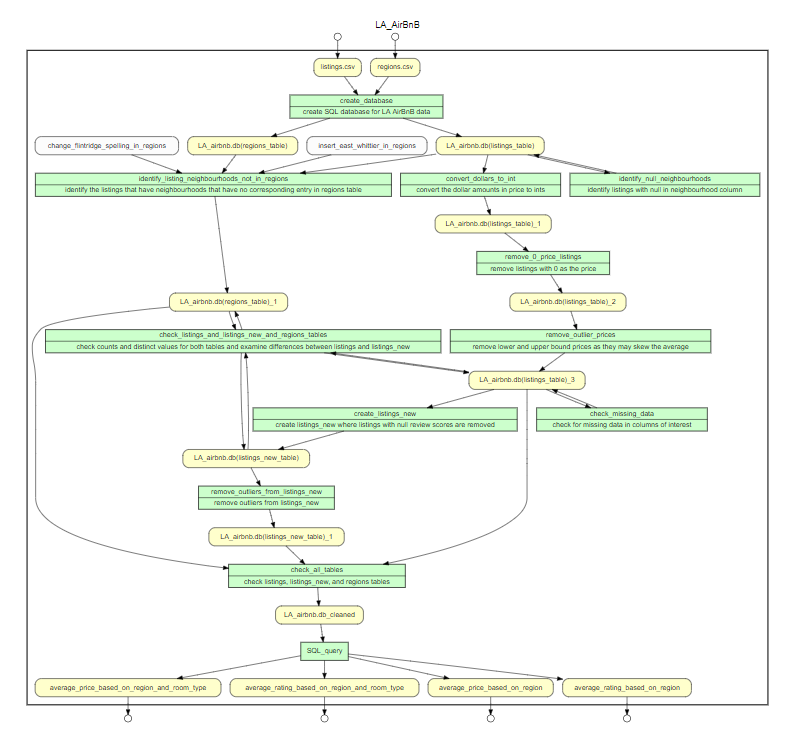 LA_AirBnB
listings.csv
regions.csv
create_database
create SQL database for LA AirBnB data
change_flintridge_spelling_in_regions
LA_airbnb.db(regions_table)
insert_east_whittier_in_regions
LA_airbnb.db(listings_table)
identify_listing_neighbourhoods_not_in_regions
identify the listings that have neighbourhoods that have no corresponding entry in regions table
convert_dollars_to_int
convert the dollar amounts in price to ints
identify_null_neighbourhoods
identify listings with null in neighbourhood column
LA_airbnb.db(listings_table)_1
remove_0_price_listings
remove listings with 0 as the price
LA_airbnb.db(regions_table)_1
LA_airbnb.db(listings_table)_2
check_listings_and_listings_new_and_regions_tables
check counts and distinct values for both tables and examine differences between listings and listings_new
remove_outlier_prices
remove lower and upper bound prices as they may skew the average
LA_airbnb.db(listings_table)_3
create_listings_new
create listings_new where listings with null review scores are removed
check_missing_data
check for missing data in columns of interest
LA_airbnb.db(listings_new_table)
remove_outliers_from_listings_new
remove outliers from listings_new
LA_airbnb.db(listings_new_table)_1
check_all_tables
check listings, listings_new, and regions tables
LA_airbnb.db_cleaned
SQL_query
average_price_based_on_region_and_room_type
average_rating_based_on_region_and_room_type
average_price_based_on_region
average_rating_based_on_region